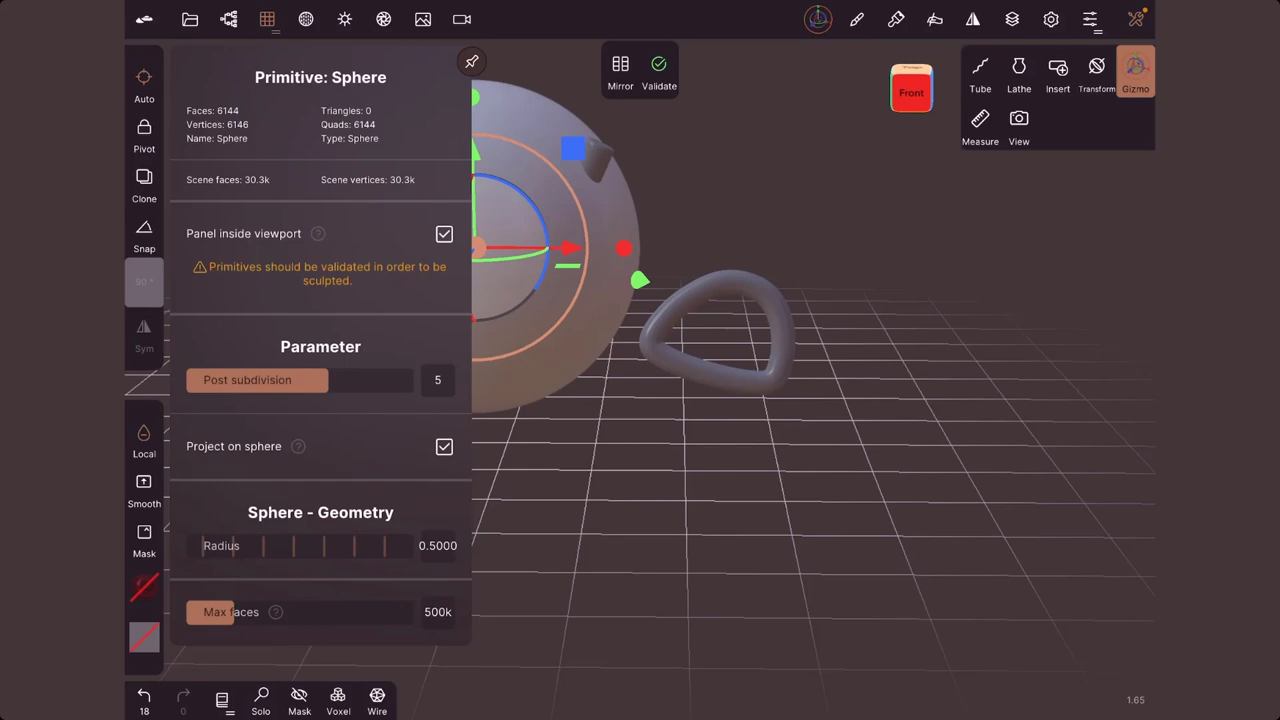 Primitive: Sphere
Faces: 6144
Triangles: 0
Vertices: 6146
Quads: 6144
Name: Sphere
Type: Sphere
Scene faces: 30.3k
Scene vertices: 30.3k
Panel inside viewport ?
Primitives should be validated in order to be
sculpted.
Parameter
Post subdivision
5
Project on sphere ?
Sphere - Geometry
Radius
0.5000
Max faces ?
500k
Auto
Pivot
Clone
Snap
90°
Sym
Local
Smooth
Mask
18
0
Solo
Mask
Voxel
Wire
Mirror
Validate
Front
Tube
Lathe
Insert
Transform
Gizmo
Measure
View
1.65